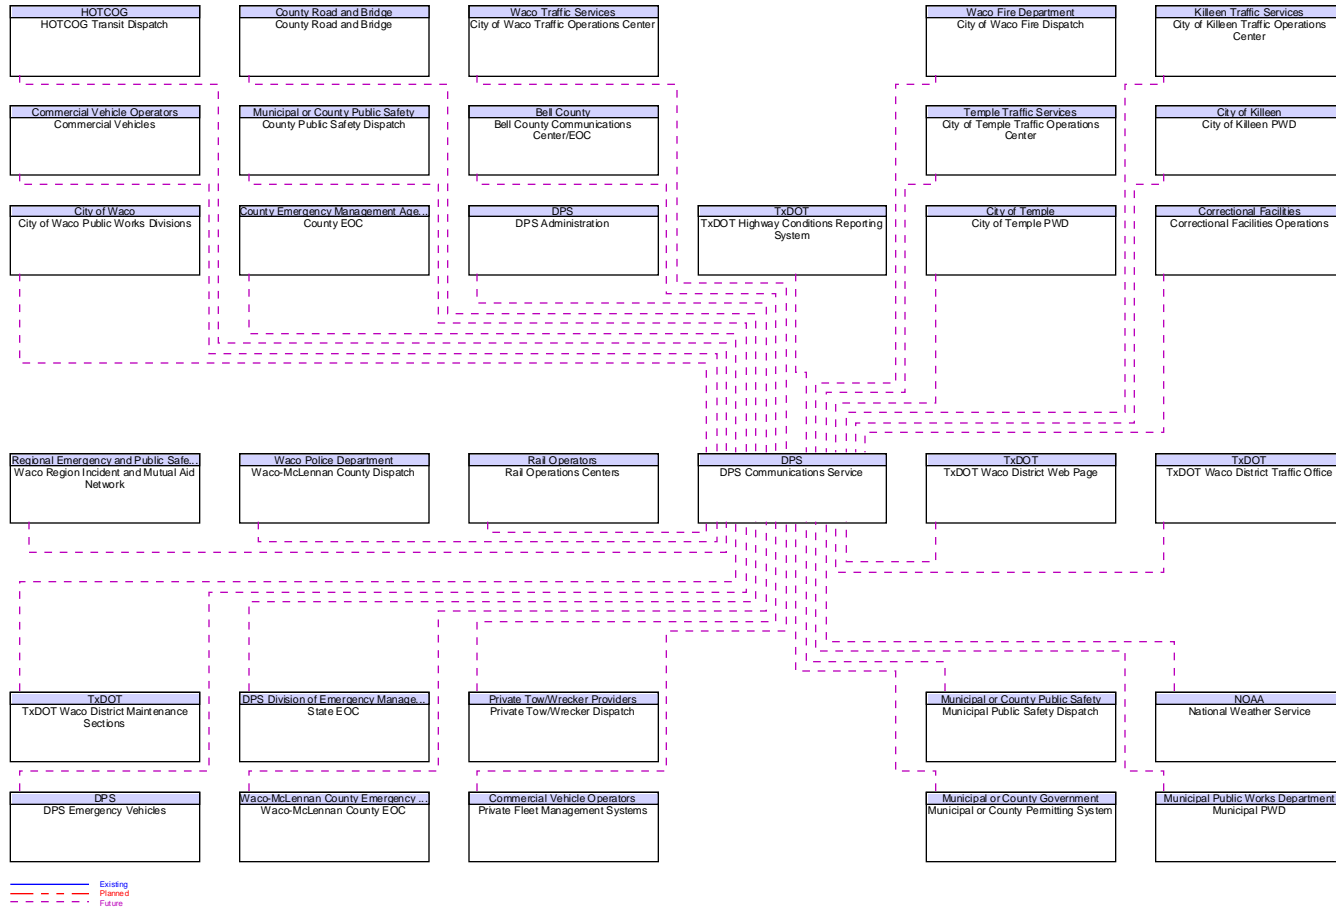 HOTCOG
HOTCOG Transit Dispatch
County Road and Bridge
County Road and Bridge
Waco Traffic Services
City of Waco Traffic Operations Center
Waco Fire Department
City of Waco Fire Dispatch
Killeen Traffic Services
City of Killeen Traffic Operations
Center
Commercial Vehicle Operators
Commercial Vehicles
Municipal or County Public Safety
County Public Safety Dispatch
Bell County
Bell County Communications
Center/EOC
Temple Traffic Services
City of Temple Traffic Operations
Center
City of Killeen
City of Killeen PWD
City of Waco
City of Waco Public Works Divisions
County Emergency Management Age...
County EOC
DPS
DPS Administration
TxDOT
TxDOT Highway Conditions Reporting
System
City of Temple
City of Temple PWD
Correctional Facilities
Correctional Facilities Operations
Regional Emergency and Public Safe...
Waco Region Incident and Mutual Aid
Network
Waco Police Department
Waco-McLennan County Dispatch
Rail Operators
Rail Operations Centers
DPS
DPS Communications Service
TxDOT
TxDOT Waco District Web Page
TxDOT
TxDOT Waco District Traffic Office
TxDOT
TxDOT Waco District Maintenance
Sections
DPS Division of Emergency Manage...
State EOC
Private Tow/Wrecker Providers
Private Tow/Wrecker Dispatch
Municipal or County Public Safety
Municipal Public Safety Dispatch
NOAA
National Weather Service
DPS
DPS Emergency Vehicles
Waco-McLennan County Emergency ...
Waco-McLennan County EOC
Commercial Vehicle Operators
Private Fleet Management Systems
Municipal or County Government
Municipal or County Permitting System
Municipal Public Works Department
Municipal PWD
Existing
Planned
Future